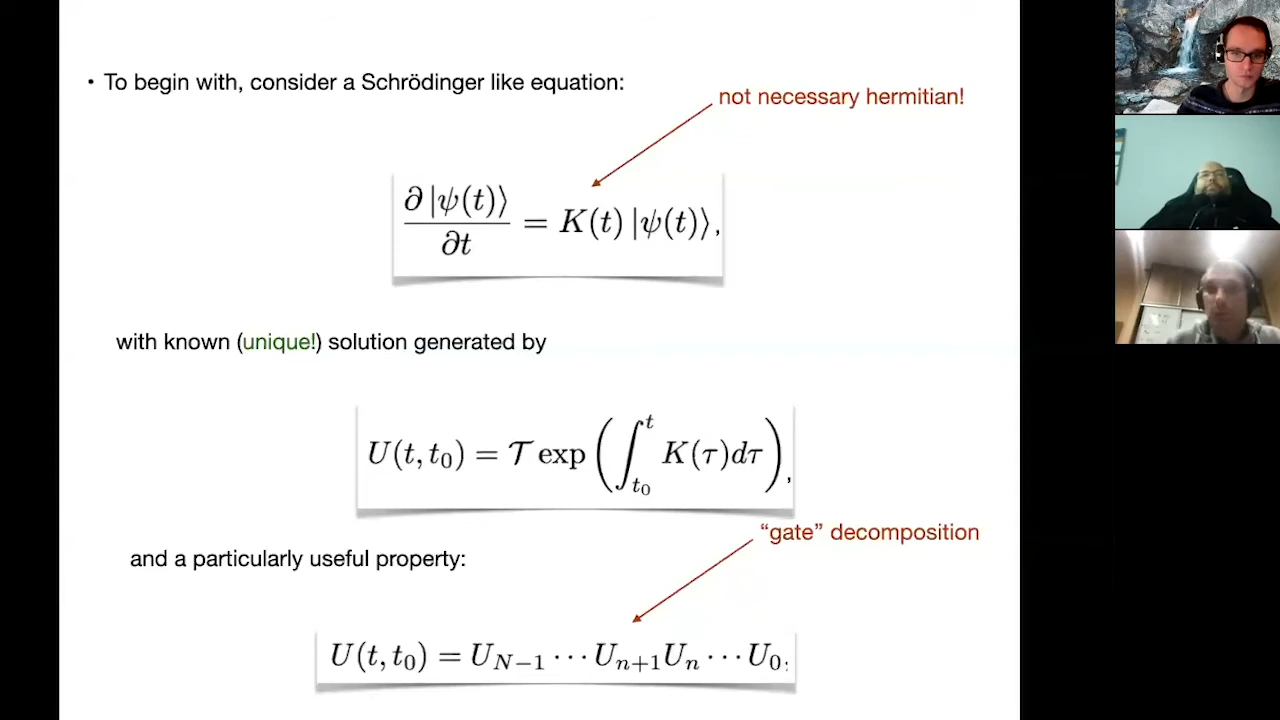 • To begin with, consider a Schrödinger like equation:
not necessary hermitian!
∂|ψ(t)⟩/∂t = K(t)|ψ(t)⟩,
with known (unique!) solution generated by
U(t, t₀) = 𝒯 exp(∫_{t₀}^{t} K(τ)dτ),
“gate” decomposition
and a particularly useful property:
U(t, t₀) = U_{N−1} ⋯ U_{n+1}U_n ⋯ U₀;